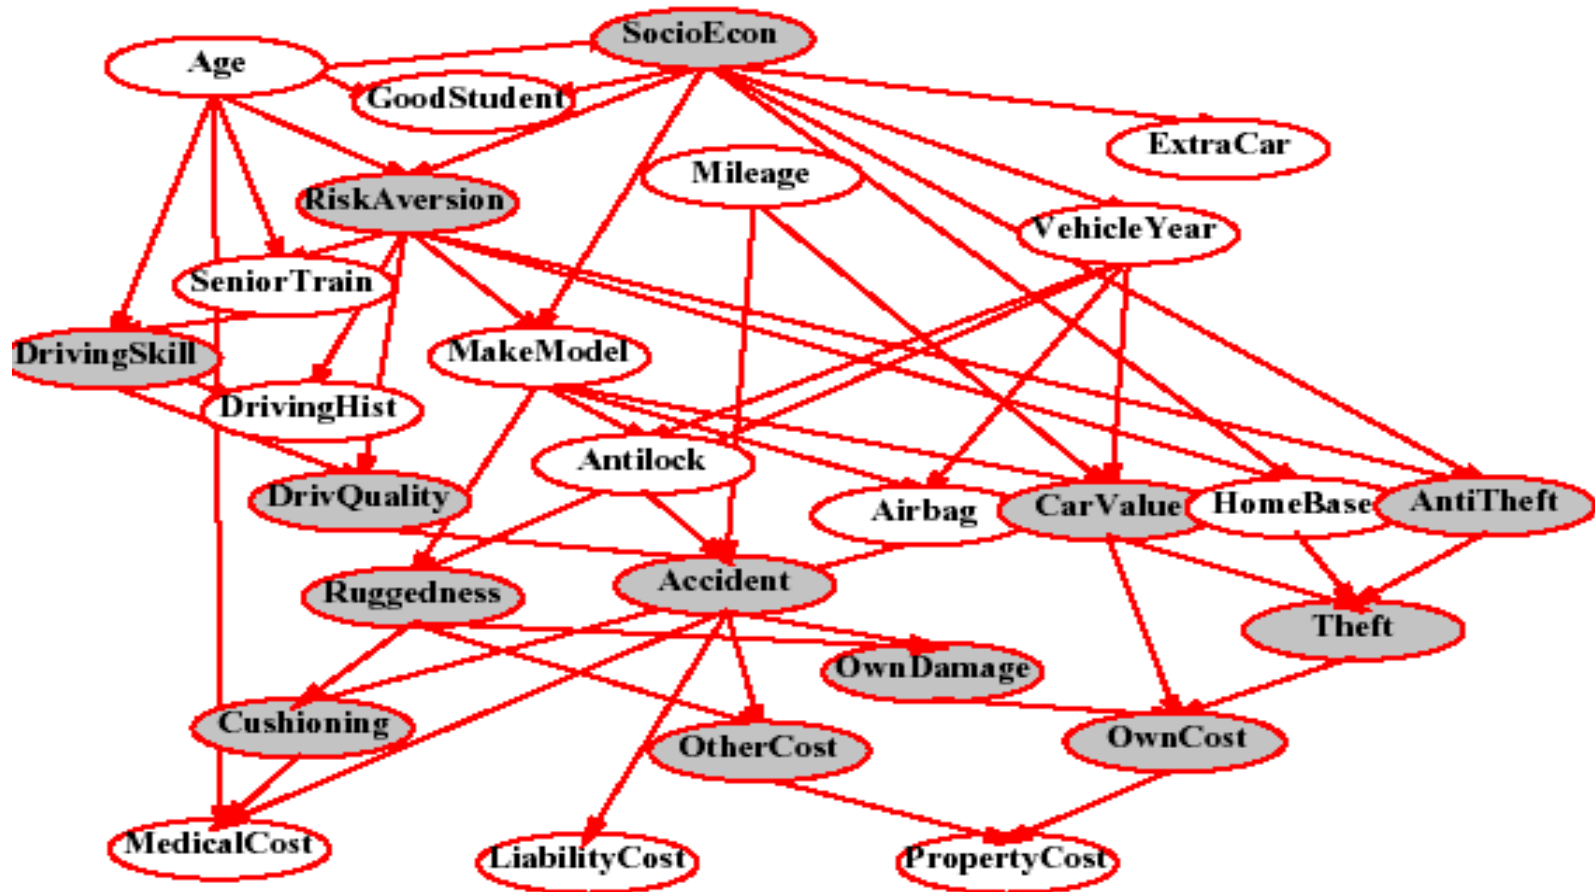 SocioEcon
Age
GoodStudent
ExtraCar
Mileage
RiskAversion
VehicleYear
SeniorTrain
DrivingSkill
MakeModel
DrivingHist
Antilock
DrivQuality
Airbag
CarValue
HomeBase
AntiTheft
Ruggedness
Accident
Theft
OwnDamage
Cushioning
OtherCost
OwnCost
MedicalCost
LiabilityCost
PropertyCost